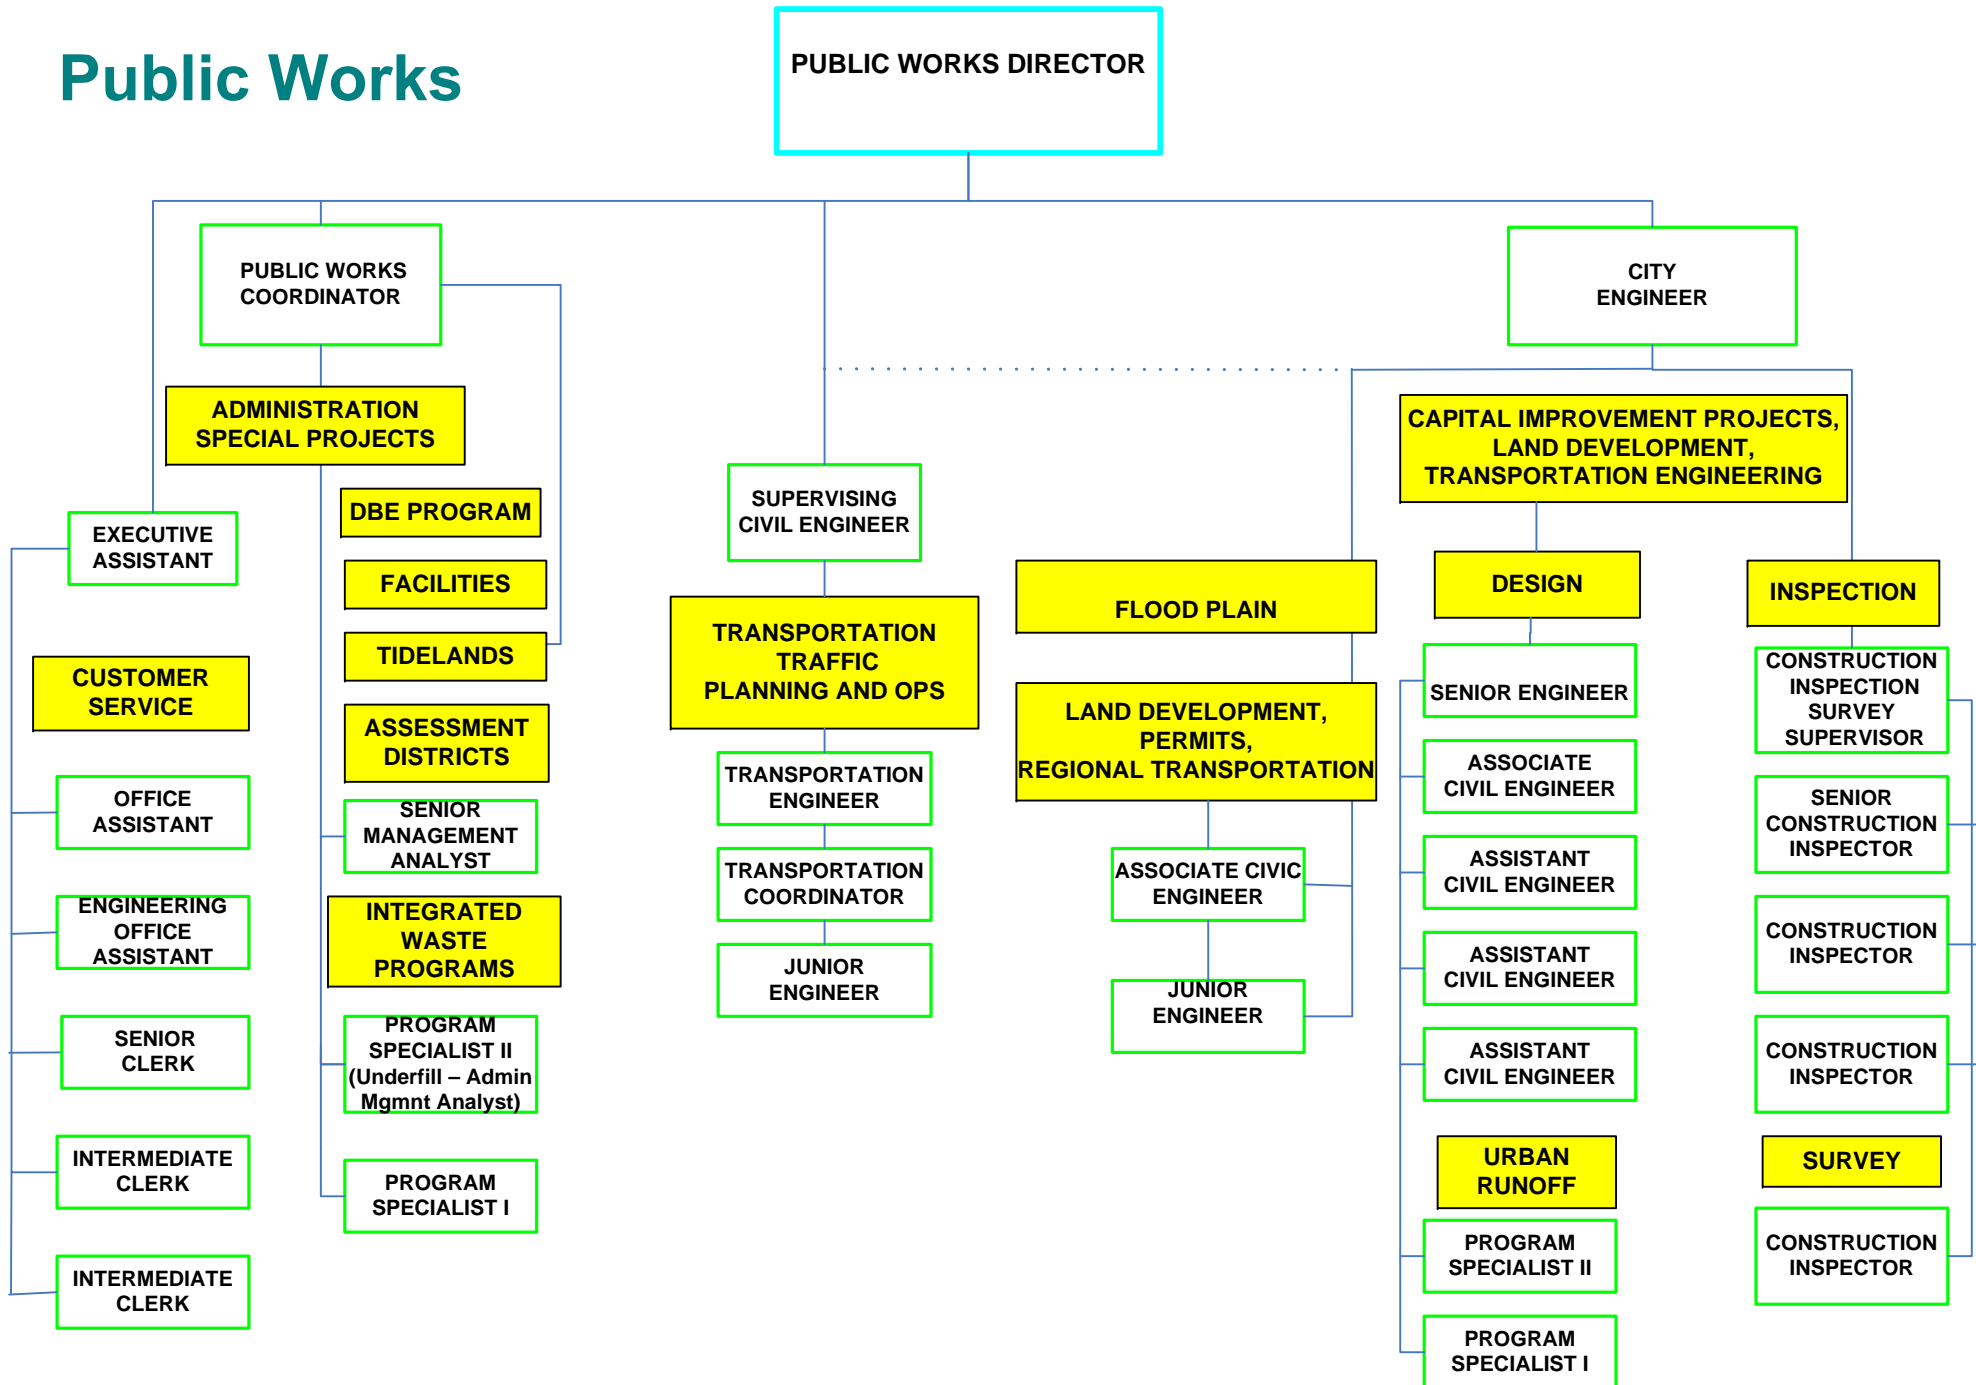 Public Works
PUBLIC WORKS DIRECTOR
PUBLIC WORKS
COORDINATOR
CITY
ENGINEER
ADMINISTRATION
SPECIAL PROJECTS
DBE PROGRAM
FACILITIES
TIDELANDS
ASSESSMENT
DISTRICTS
SENIOR
MANAGEMENT
ANALYST
INTEGRATED
WASTE
PROGRAMS
PROGRAM
SPECIALIST II
(Underfill – Admin
Mgmnt Analyst)
PROGRAM
SPECIALIST I
EXECUTIVE
ASSISTANT
CUSTOMER
SERVICE
OFFICE
ASSISTANT
ENGINEERING
OFFICE
ASSISTANT
SENIOR
CLERK
INTERMEDIATE
CLERK
INTERMEDIATE
CLERK
SUPERVISING
CIVIL ENGINEER
TRANSPORTATION
TRAFFIC
PLANNING AND OPS
TRANSPORTATION
ENGINEER
TRANSPORTATION
COORDINATOR
JUNIOR
ENGINEER
FLOOD PLAIN
LAND DEVELOPMENT,
PERMITS,
REGIONAL TRANSPORTATION
ASSOCIATE CIVIC
ENGINEER
JUNIOR
ENGINEER
CAPITAL IMPROVEMENT PROJECTS,
LAND DEVELOPMENT,
TRANSPORTATION ENGINEERING
DESIGN
SENIOR ENGINEER
ASSOCIATE
CIVIL ENGINEER
ASSISTANT
CIVIL ENGINEER
ASSISTANT
CIVIL ENGINEER
ASSISTANT
CIVIL ENGINEER
URBAN
RUNOFF
PROGRAM
SPECIALIST II
PROGRAM
SPECIALIST I
INSPECTION
CONSTRUCTION
INSPECTION
SURVEY
SUPERVISOR
SENIOR
CONSTRUCTION
INSPECTOR
CONSTRUCTION
INSPECTOR
CONSTRUCTION
INSPECTOR
SURVEY
CONSTRUCTION
INSPECTOR